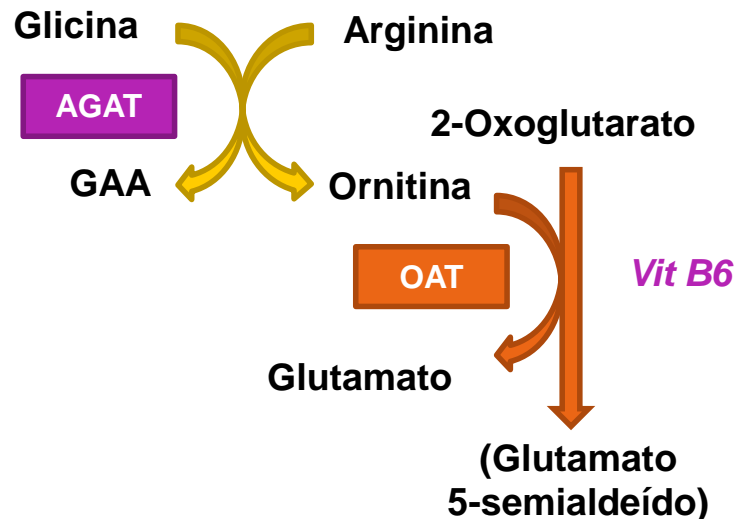 Glicina
Arginina
AGAT
2-Oxoglutarato
GAA
Ornitina
OAT
Vit B6
Glutamato
(Glutamato
5-semialdeído)